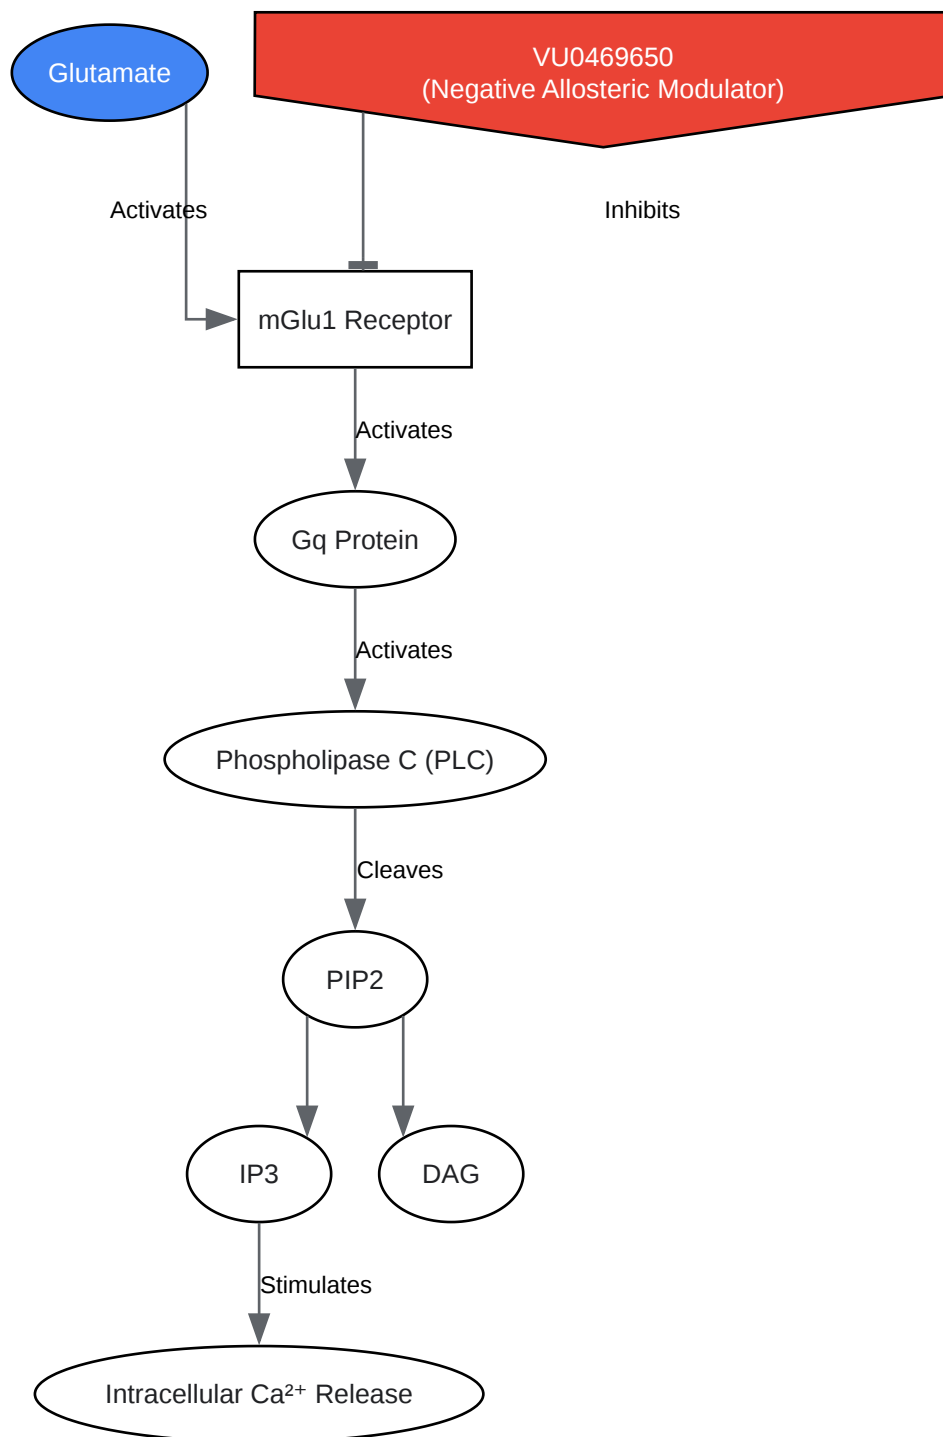 Glutamate
VU0469650
(Negative Allosteric Modulator)
Activates
Inhibits
mGlu1 Receptor
Activates
Gq Protein
Activates
Phospholipase C (PLC)
Cleaves
PIP2
IP3
DAG
Stimulates
Intracellular Ca²⁺ Release